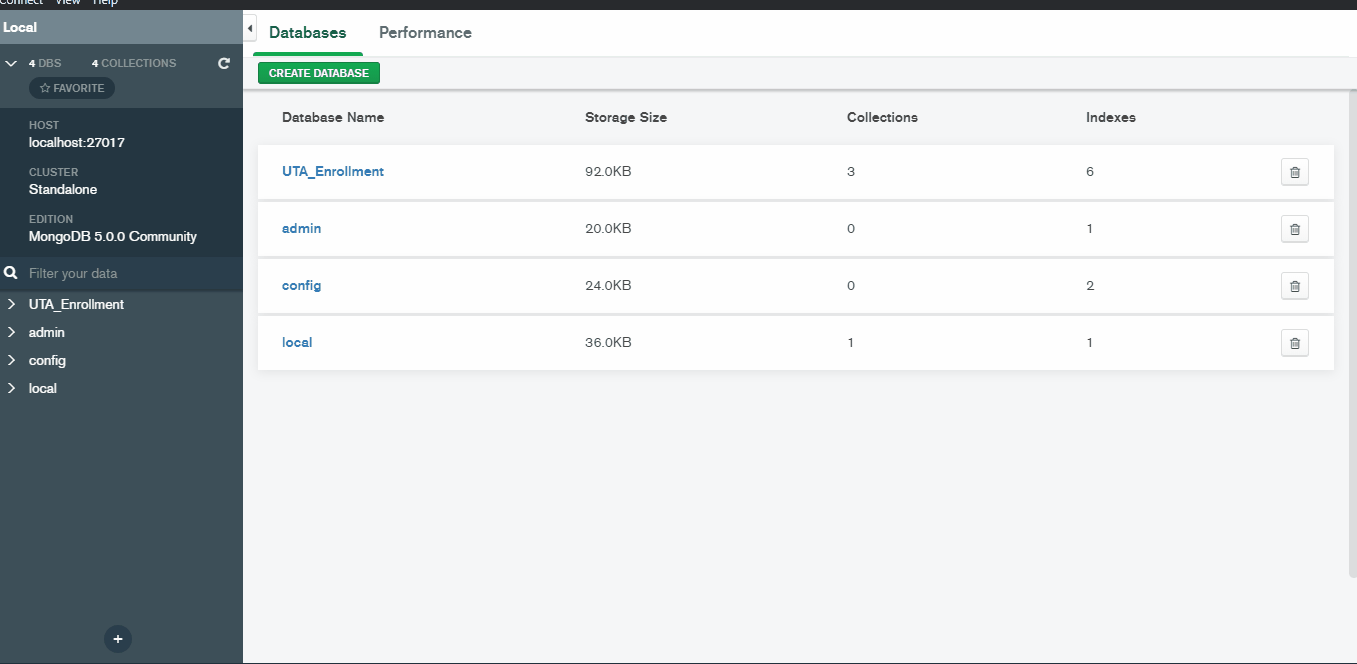 Connect View Help
Local
4 DBS 4 COLLECTIONS
FAVORITE
HOST
localhost:27017
CLUSTER
Standalone
EDITION
MongoDB 5.0.0 Community
Filter your data
UTA_Enrollment
admin
config
local
Databases Performance
CREATE DATABASE
Database Name Storage Size Collections Indexes
UTA_Enrollment 92.0KB 3 6
admin 20.0KB 0 1
config 24.0KB 0 2
local 36.0KB 1 1